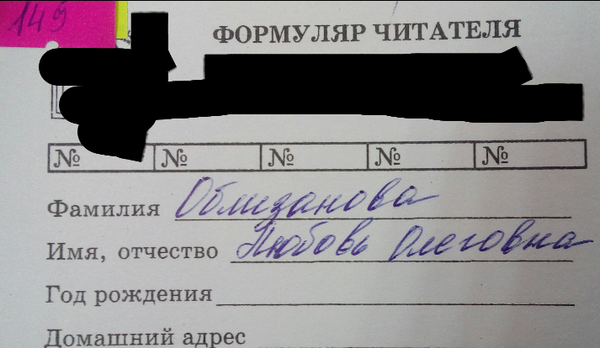 149
ФОРМУЛЯР ЧИТАТЕЛЯ
№ № № № №
Фамилия Облизанова
Имя, отчество Любовь Олеговна
Год рождения
Домашний адрес